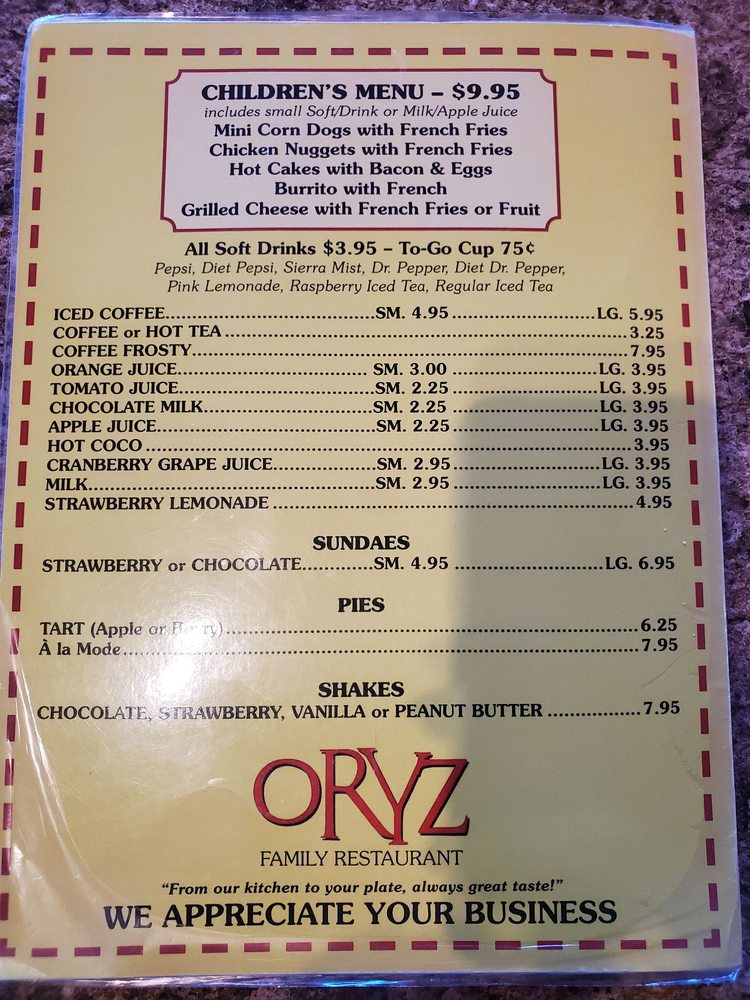 CHILDREN'S MENU – $9.95
includes small Soft/Drink or Milk/Apple Juice
Mini Corn Dogs with French Fries
Chicken Nuggets with French Fries
Hot Cakes with Bacon & Eggs
Burrito with French
Grilled Cheese with French Fries or Fruit
All Soft Drinks $3.95 – To-Go Cup 75¢
Pepsi, Diet Pepsi, Sierra Mist, Dr. Pepper, Diet Dr. Pepper,
Pink Lemonade, Raspberry Iced Tea, Regular Iced Tea
ICED COFFEE SM. 4.95 LG. 5.95
COFFEE or HOT TEA 3.25
COFFEE FROSTY 7.95
ORANGE JUICE SM. 3.00 LG. 3.95
TOMATO JUICE SM. 2.25 LG. 3.95
CHOCOLATE MILK SM. 2.25 LG. 3.95
APPLE JUICE SM. 2.25 LG. 3.95
HOT COCO 3.95
CRANBERRY GRAPE JUICE SM. 2.95 LG. 3.95
MILK SM. 2.95 LG. 3.95
STRAWBERRY LEMONADE 4.95
SUNDAES
STRAWBERRY or CHOCOLATE SM. 4.95 LG. 6.95
PIES
TART (Apple or Berry) 6.25
À la Mode 7.95
SHAKES
CHOCOLATE, STRAWBERRY, VANILLA or PEANUT BUTTER 7.95
ORYZ
FAMILY RESTAURANT
"From our kitchen to your plate, always great taste!"
WE APPRECIATE YOUR BUSINESS